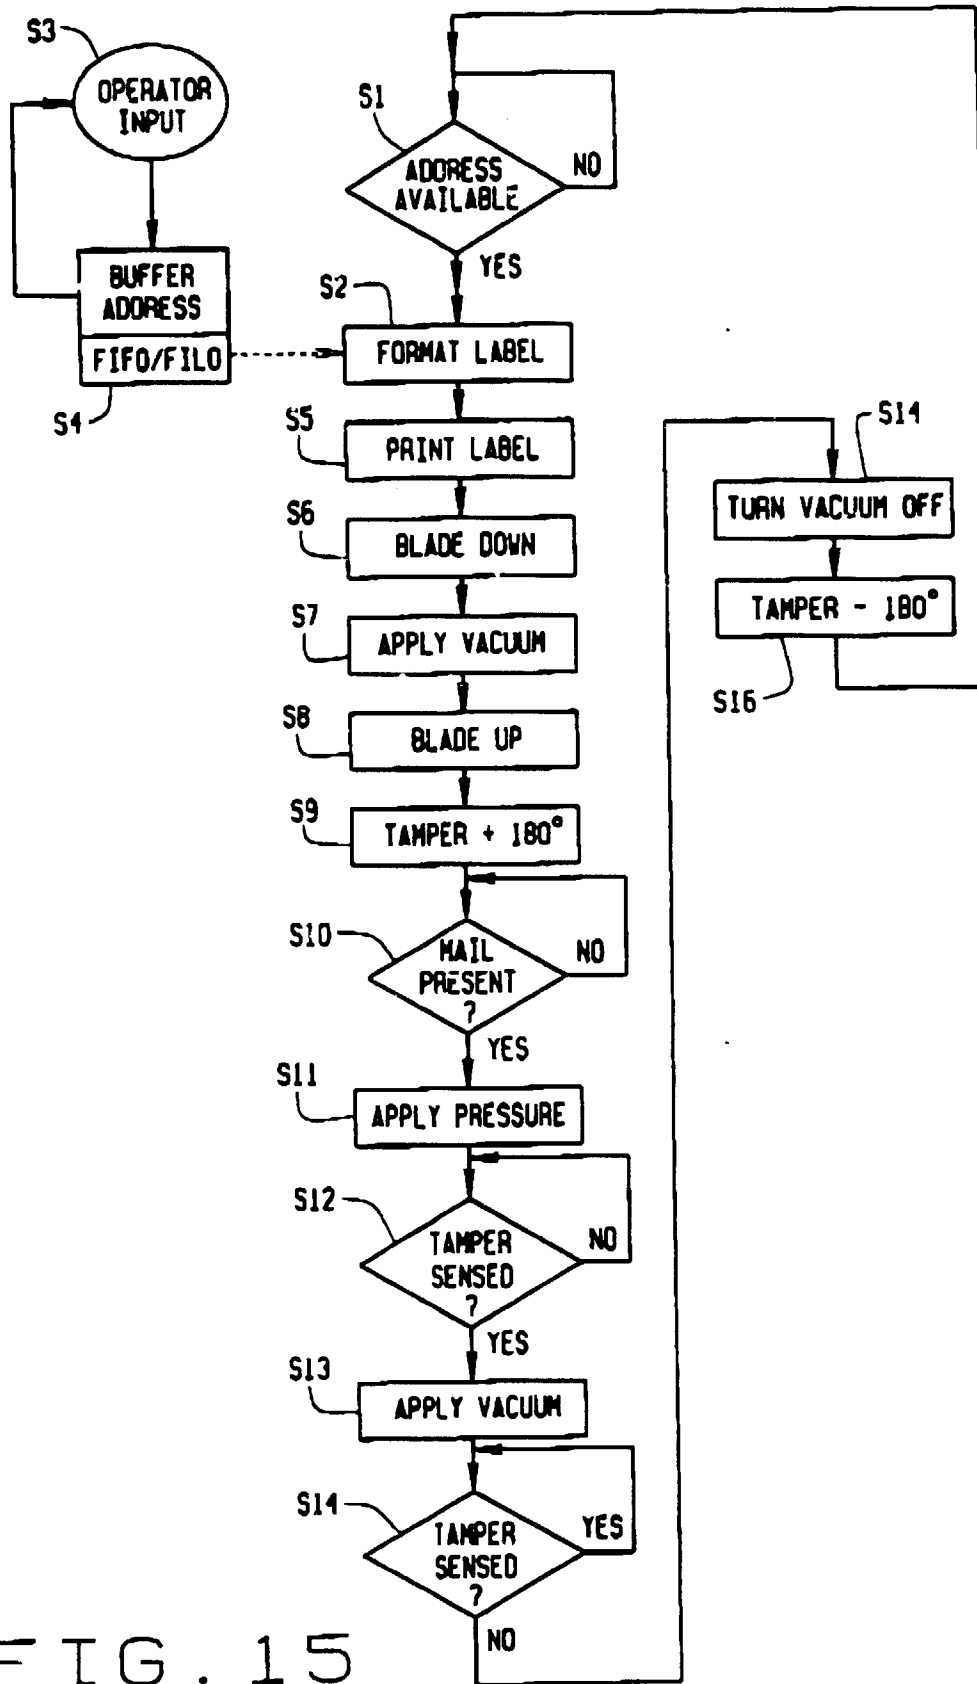 S3
OPERATOR
INPUT
BUFFER
ADDRESS
FIFO/FILO
S4
S1
ADDRESS
AVAILABLE
NO
YES
S2
FORMAT LABEL
S5
PRINT LABEL
S6
BLADE DOWN
S7
APPLY VACUUM
S8
BLADE UP
S9
TAMPER + 180°
S10
MAIL
PRESENT
?
NO
YES
S11
APPLY PRESSURE
S12
TAMPER
SENSED
?
NO
YES
S13
APPLY VACUUM
S14
TAMPER
SENSED
?
YES
NO
S14
TURN VACUUM OFF
TAMPER - 180°
S16
FIG. 15